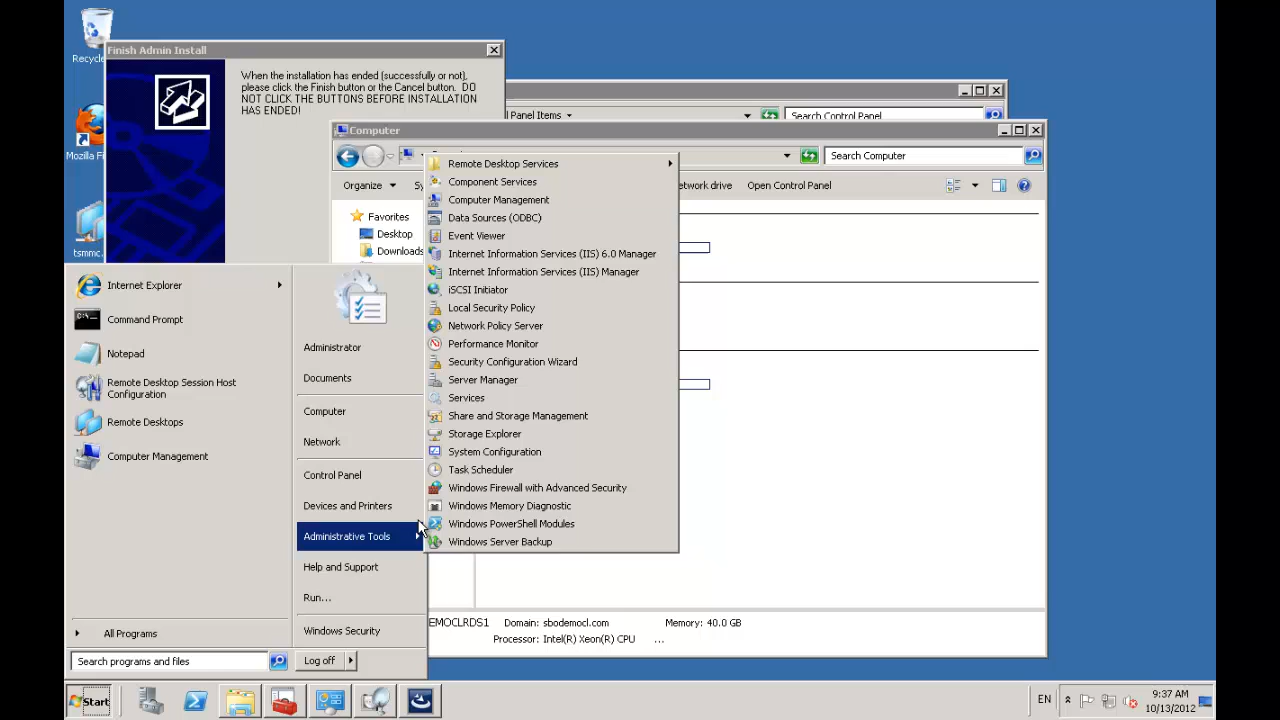 Recycle
Finish Admin Install
When the installation has ended (successfully or not),
please click the Finish button or the Cancel button. DO
NOT CLICK THE BUTTONS BEFORE INSTALLATION
HAS ENDED!
Panel Items
Search Control Panel
Mozilla Fi
Computer
Search Computer
Organize
Sy
etwork drive
Open Control Panel
Favorites
Desktop
Downloads
tsmmc.
Remote Desktop Services
Component Services
Computer Management
Data Sources (ODBC)
Event Viewer
Internet Information Services (IIS) 6.0 Manager
Internet Information Services (IIS) Manager
iSCSI Initiator
Local Security Policy
Network Policy Server
Performance Monitor
Security Configuration Wizard
Server Manager
Services
Share and Storage Management
Storage Explorer
System Configuration
Task Scheduler
Windows Firewall with Advanced Security
Windows Memory Diagnostic
Windows PowerShell Modules
Windows Server Backup
Internet Explorer
Command Prompt
Notepad
Remote Desktop Session Host
Configuration
Remote Desktops
Computer Management
All Programs
Search programs and files
Administrator
Documents
Computer
Network
Control Panel
Devices and Printers
Administrative Tools
Help and Support
Run...
Windows Security
Log off
EMOCLRDS1 Domain: sbodemocl.com Memory: 40.0 GB
Processor: Intel(R) Xeon(R) CPU ...
Start
EN
9:37 AM
10/13/2012